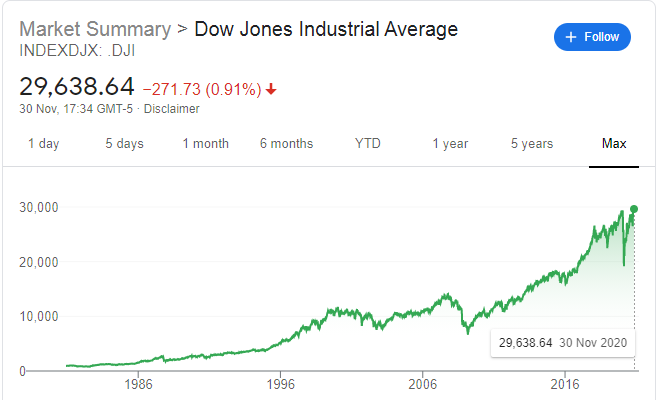 Market Summary > Dow Jones Industrial Average
INDEXDJX: .DJI
+ Follow
29,638.64 −271.73 (0.91%)
30 Nov, 17:34 GMT-5 · Disclaimer
1 day 5 days 1 month 6 months YTD 1 year 5 years Max
30,000
20,000
10,000
29,638.64 30 Nov 2020
0
1986 1996 2006 2016